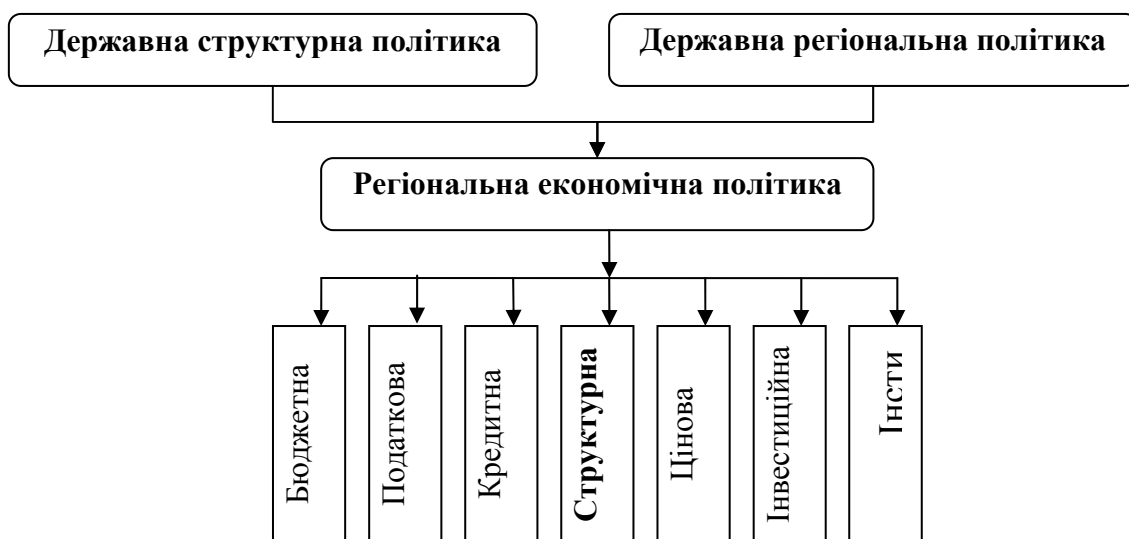 Державна структурна політика
Державна регіональна політика
Регіональна економічна політика
Бюджетна
Податкова
Кредитна
Структурна
Цінова
Інвестиційна
Інсти